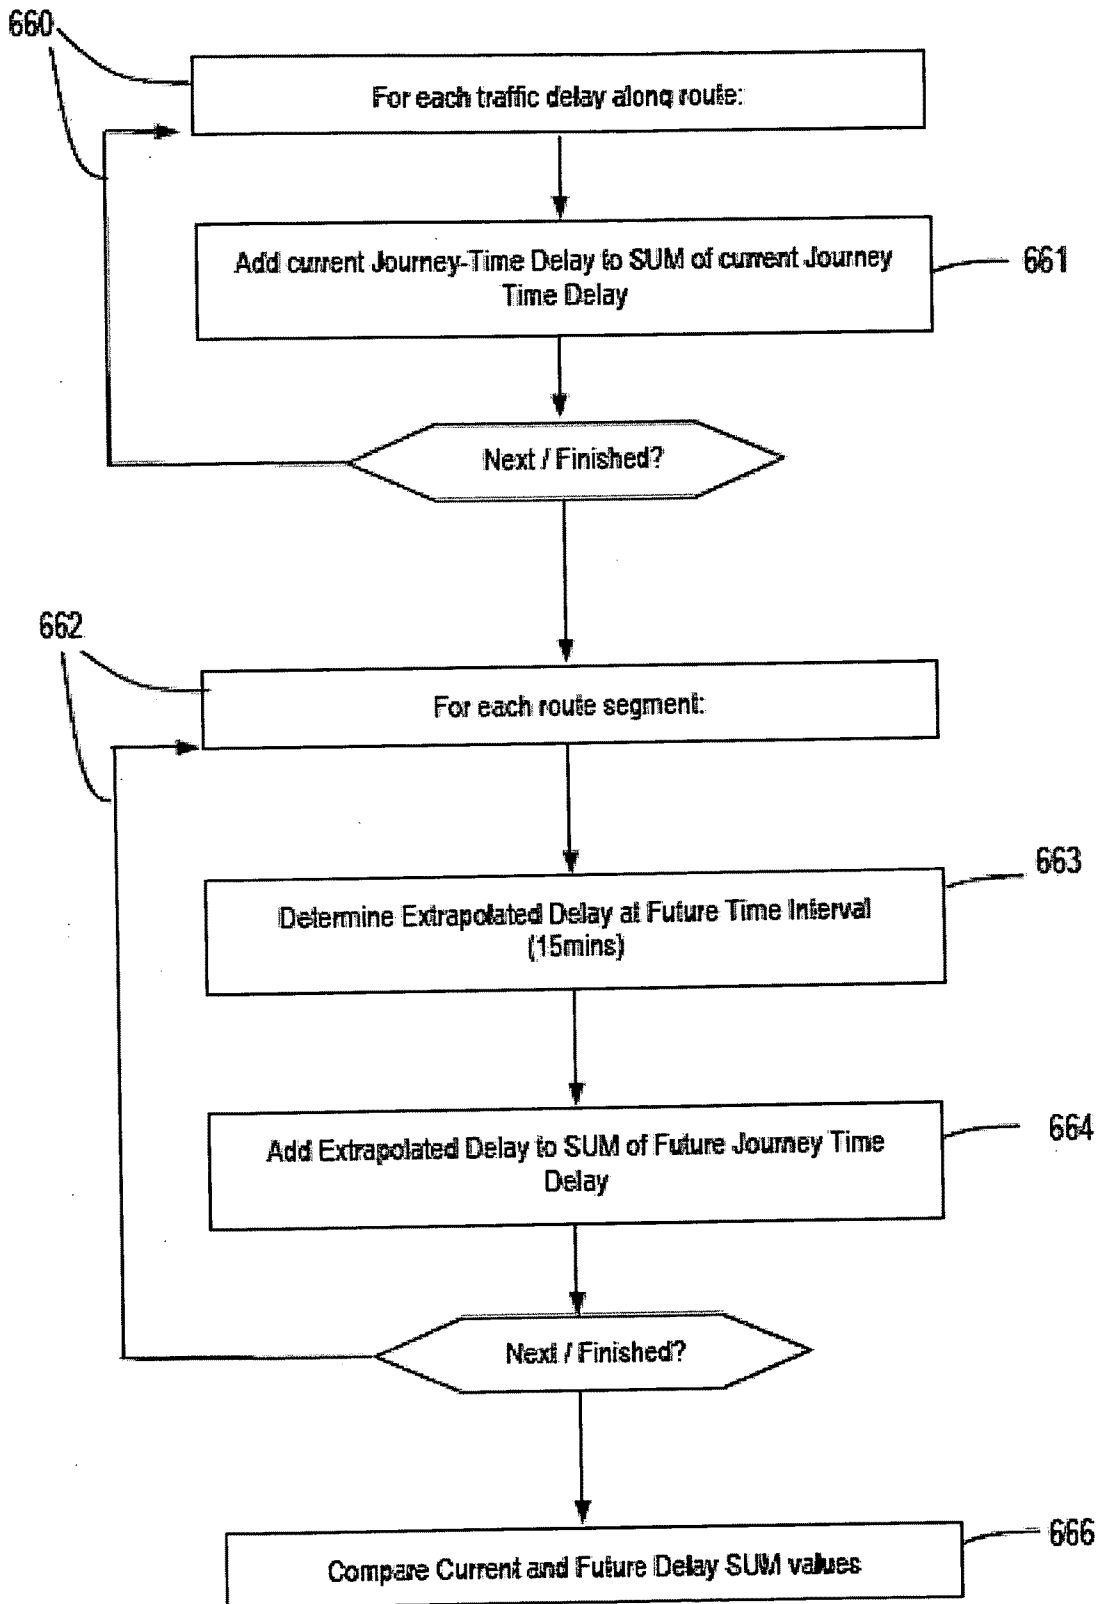 660
For each traffic delay along route:
Add current Journey-Time Delay to SUM of current Journey
Time Delay
661
Next / Finished?
662
For each route segment:
663
Determine Extrapolated Delay at Future Time Interval
(15mins)
Add Extrapolated Delay to SUM of Future Journey Time
Delay
664
Next / Finished?
666
Compare Current and Future Delay SUM values